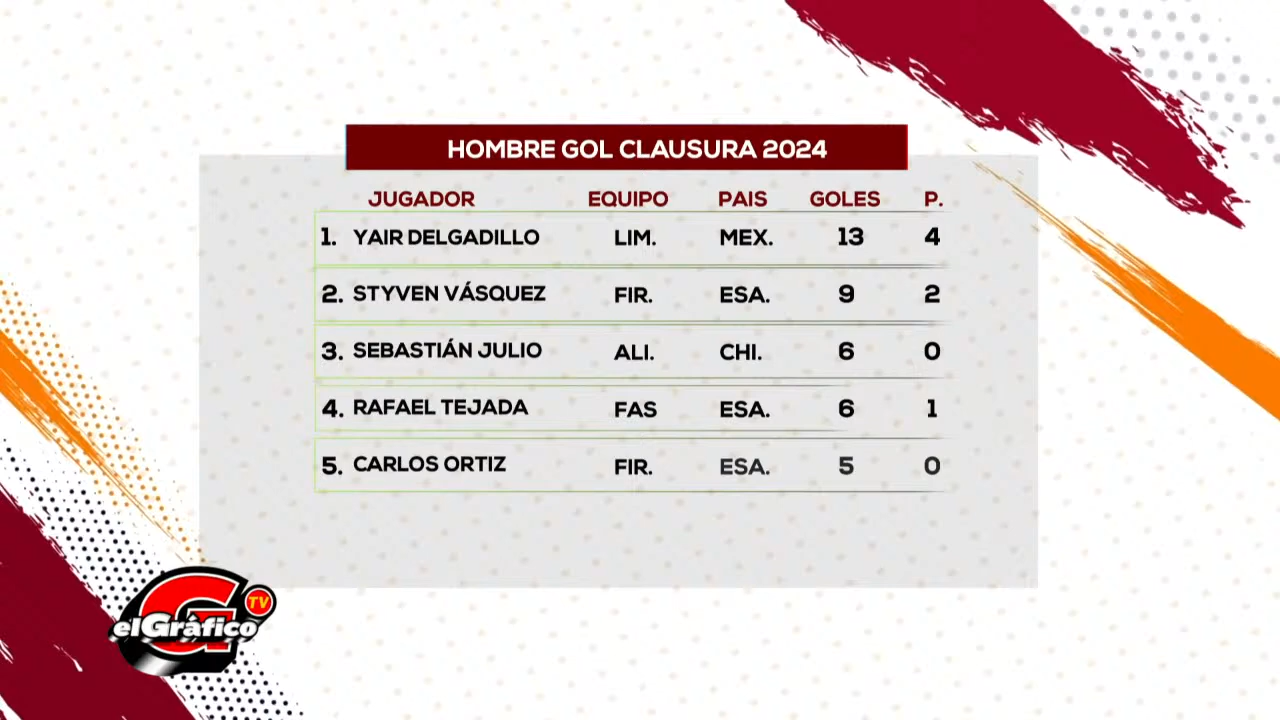 HOMBRE GOL CLAUSURA 2024
JUGADOR EQUIPO PAIS GOLES P.
1. YAIR DELGADILLO LIM. MEX. 13 4
2. STYVEN VÁSQUEZ FIR. ESA. 9 2
3. SEBASTIÁN JULIO ALI. CHI. 6 0
4. RAFAEL TEJADA FAS ESA. 6 1
5. CARLOS ORTIZ FIR. ESA. 5 0
G TV
elGráfico